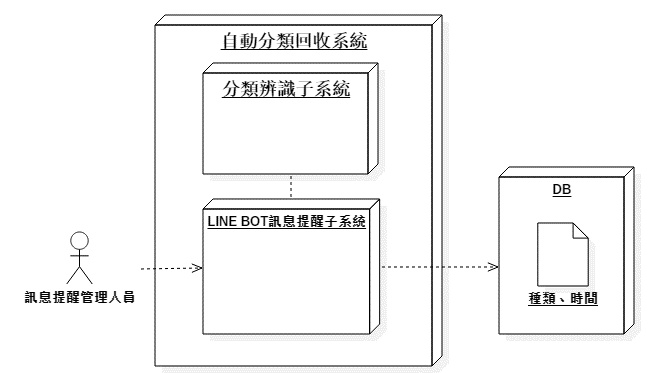 自動分類回收系統
分類辨識子系統
LINE BOT訊息提醒子系統
DB
種類、時間
訊息提醒管理人員